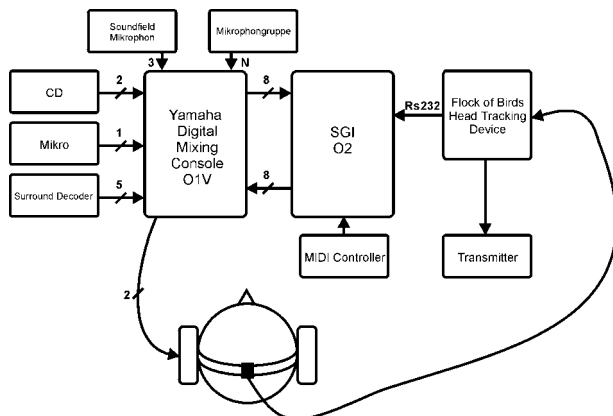 Soundfield
Mikrophon
Mikrophongruppe
3
N
CD
2
Mikro
1
Surround Decoder
5
Yamaha
Digital
Mixing
Console
O1V
8
8
SGI
O2
Rs232
Flock of Birds
Head Tracking
Device
MIDI Controller
Transmitter
2